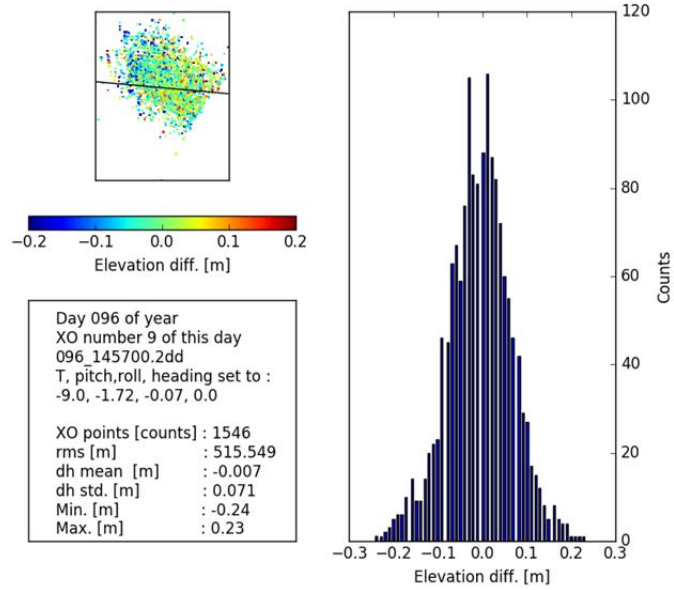 −0.2 −0.1 0.0 0.1 0.2
Elevation diff. [m]
Day 096 of year
XO number 9 of this day
096_145700.2dd
T, pitch,roll, heading set to :
-9.0, -1.72, -0.07, 0.0
XO points [counts] : 1546
rms [m] : 515.549
dh mean [m] : -0.007
dh std. [m] : 0.071
Min. [m] : -0.24
Max. [m] : 0.23
120
100
80
60
40
20
0
Counts
−0.3 −0.2 −0.1 0.0 0.1 0.2 0.3
Elevation diff. [m]